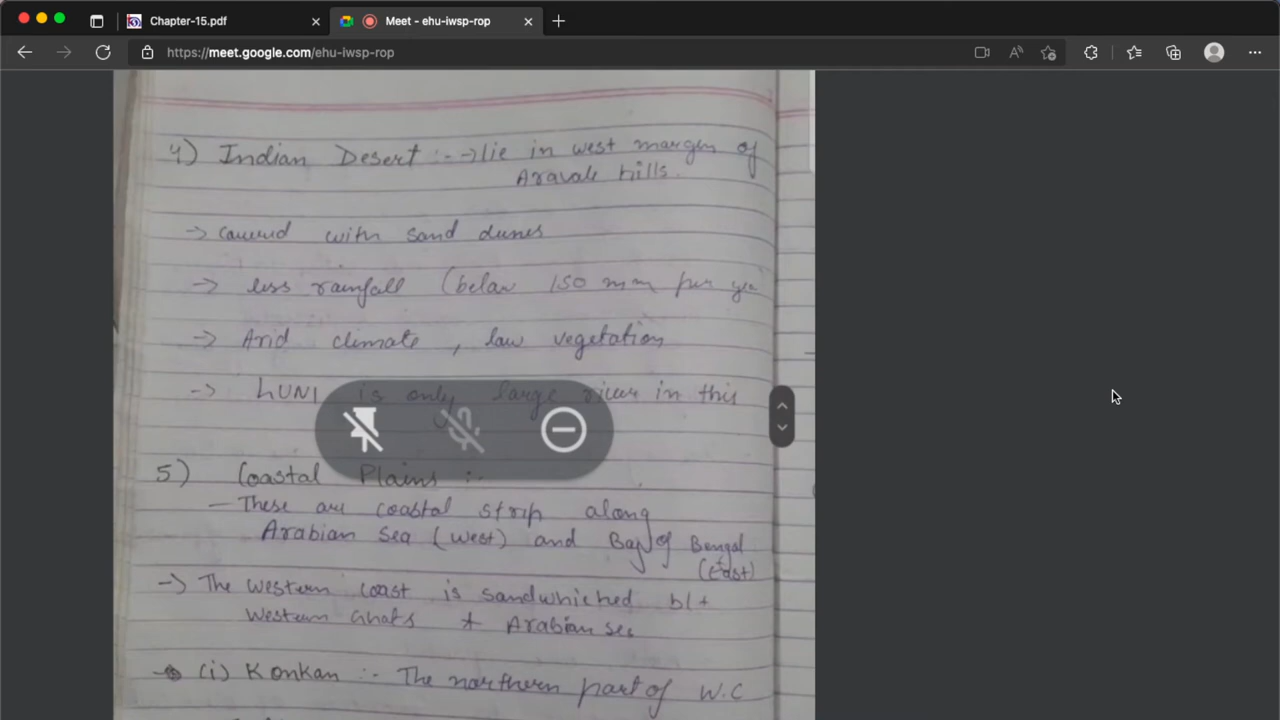 Chapter-15.pdf
Meet - ehu-iwsp-rop
https://meet.google.com/ehu-iwsp-rop
4) Indian Desert :- → lie in west margin of
Aravale hills.
→ covered with sand dunes
→ less rainfall (below 150 mm per yea
→ Arid climate, low vegetation
→ LUNI is only large river in this
5) Coastal Plains :-
– These are coastal strip along
Arabian Sea (west) and Bay of Bengal
(East)
→ The western coast is sandwhiched b/t
Western Ghats + Arabian sea
→ (i) Konkan :- The northern part of W.C